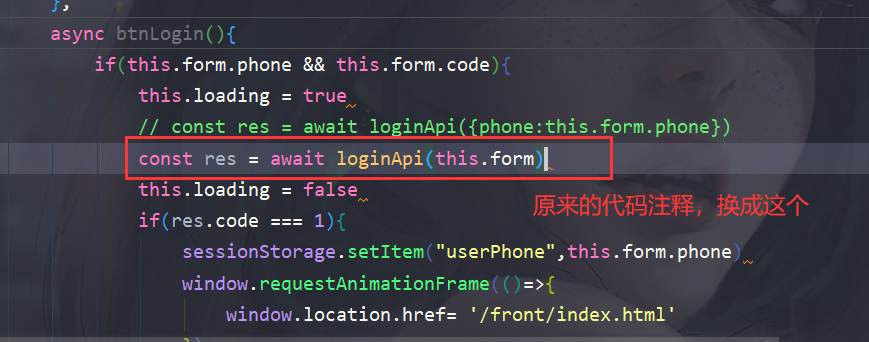 },
async btnLogin(){
if(this.form.phone && this.form.code){
this.loading = true
// const res = await loginApi({phone:this.form.phone})
const res = await loginApi(this.form)
this.loading = false
原来的代码注释，换成这个
if(res.code === 1){
sessionStorage.setItem("userPhone",this.form.phone)
window.requestAnimationFrame(()=>{
window.location.href= '/front/index.html'
})